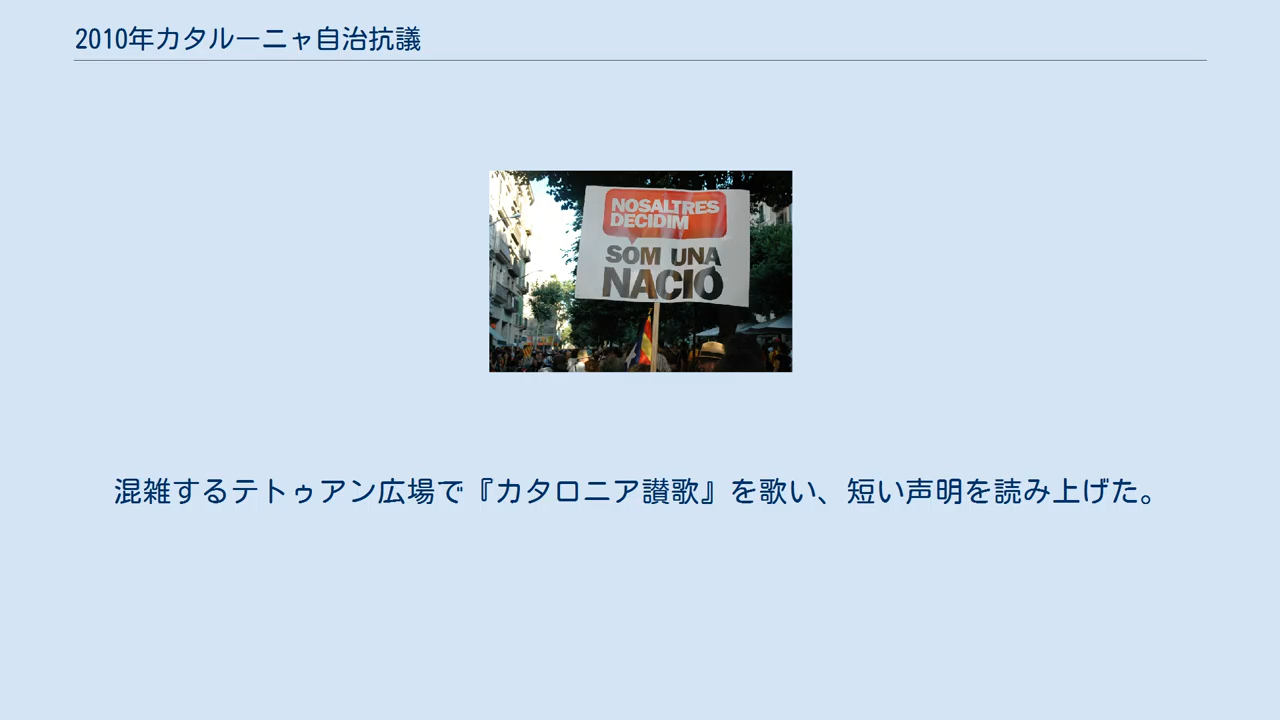 2010年カタルーニャ自治抗議
NOSALTRES
DECIDIM
SOM UNA
NACIÓ
混雑するテトゥアン広場で『カタロニア讃歌』を歌い、短い声明を読み上げた。